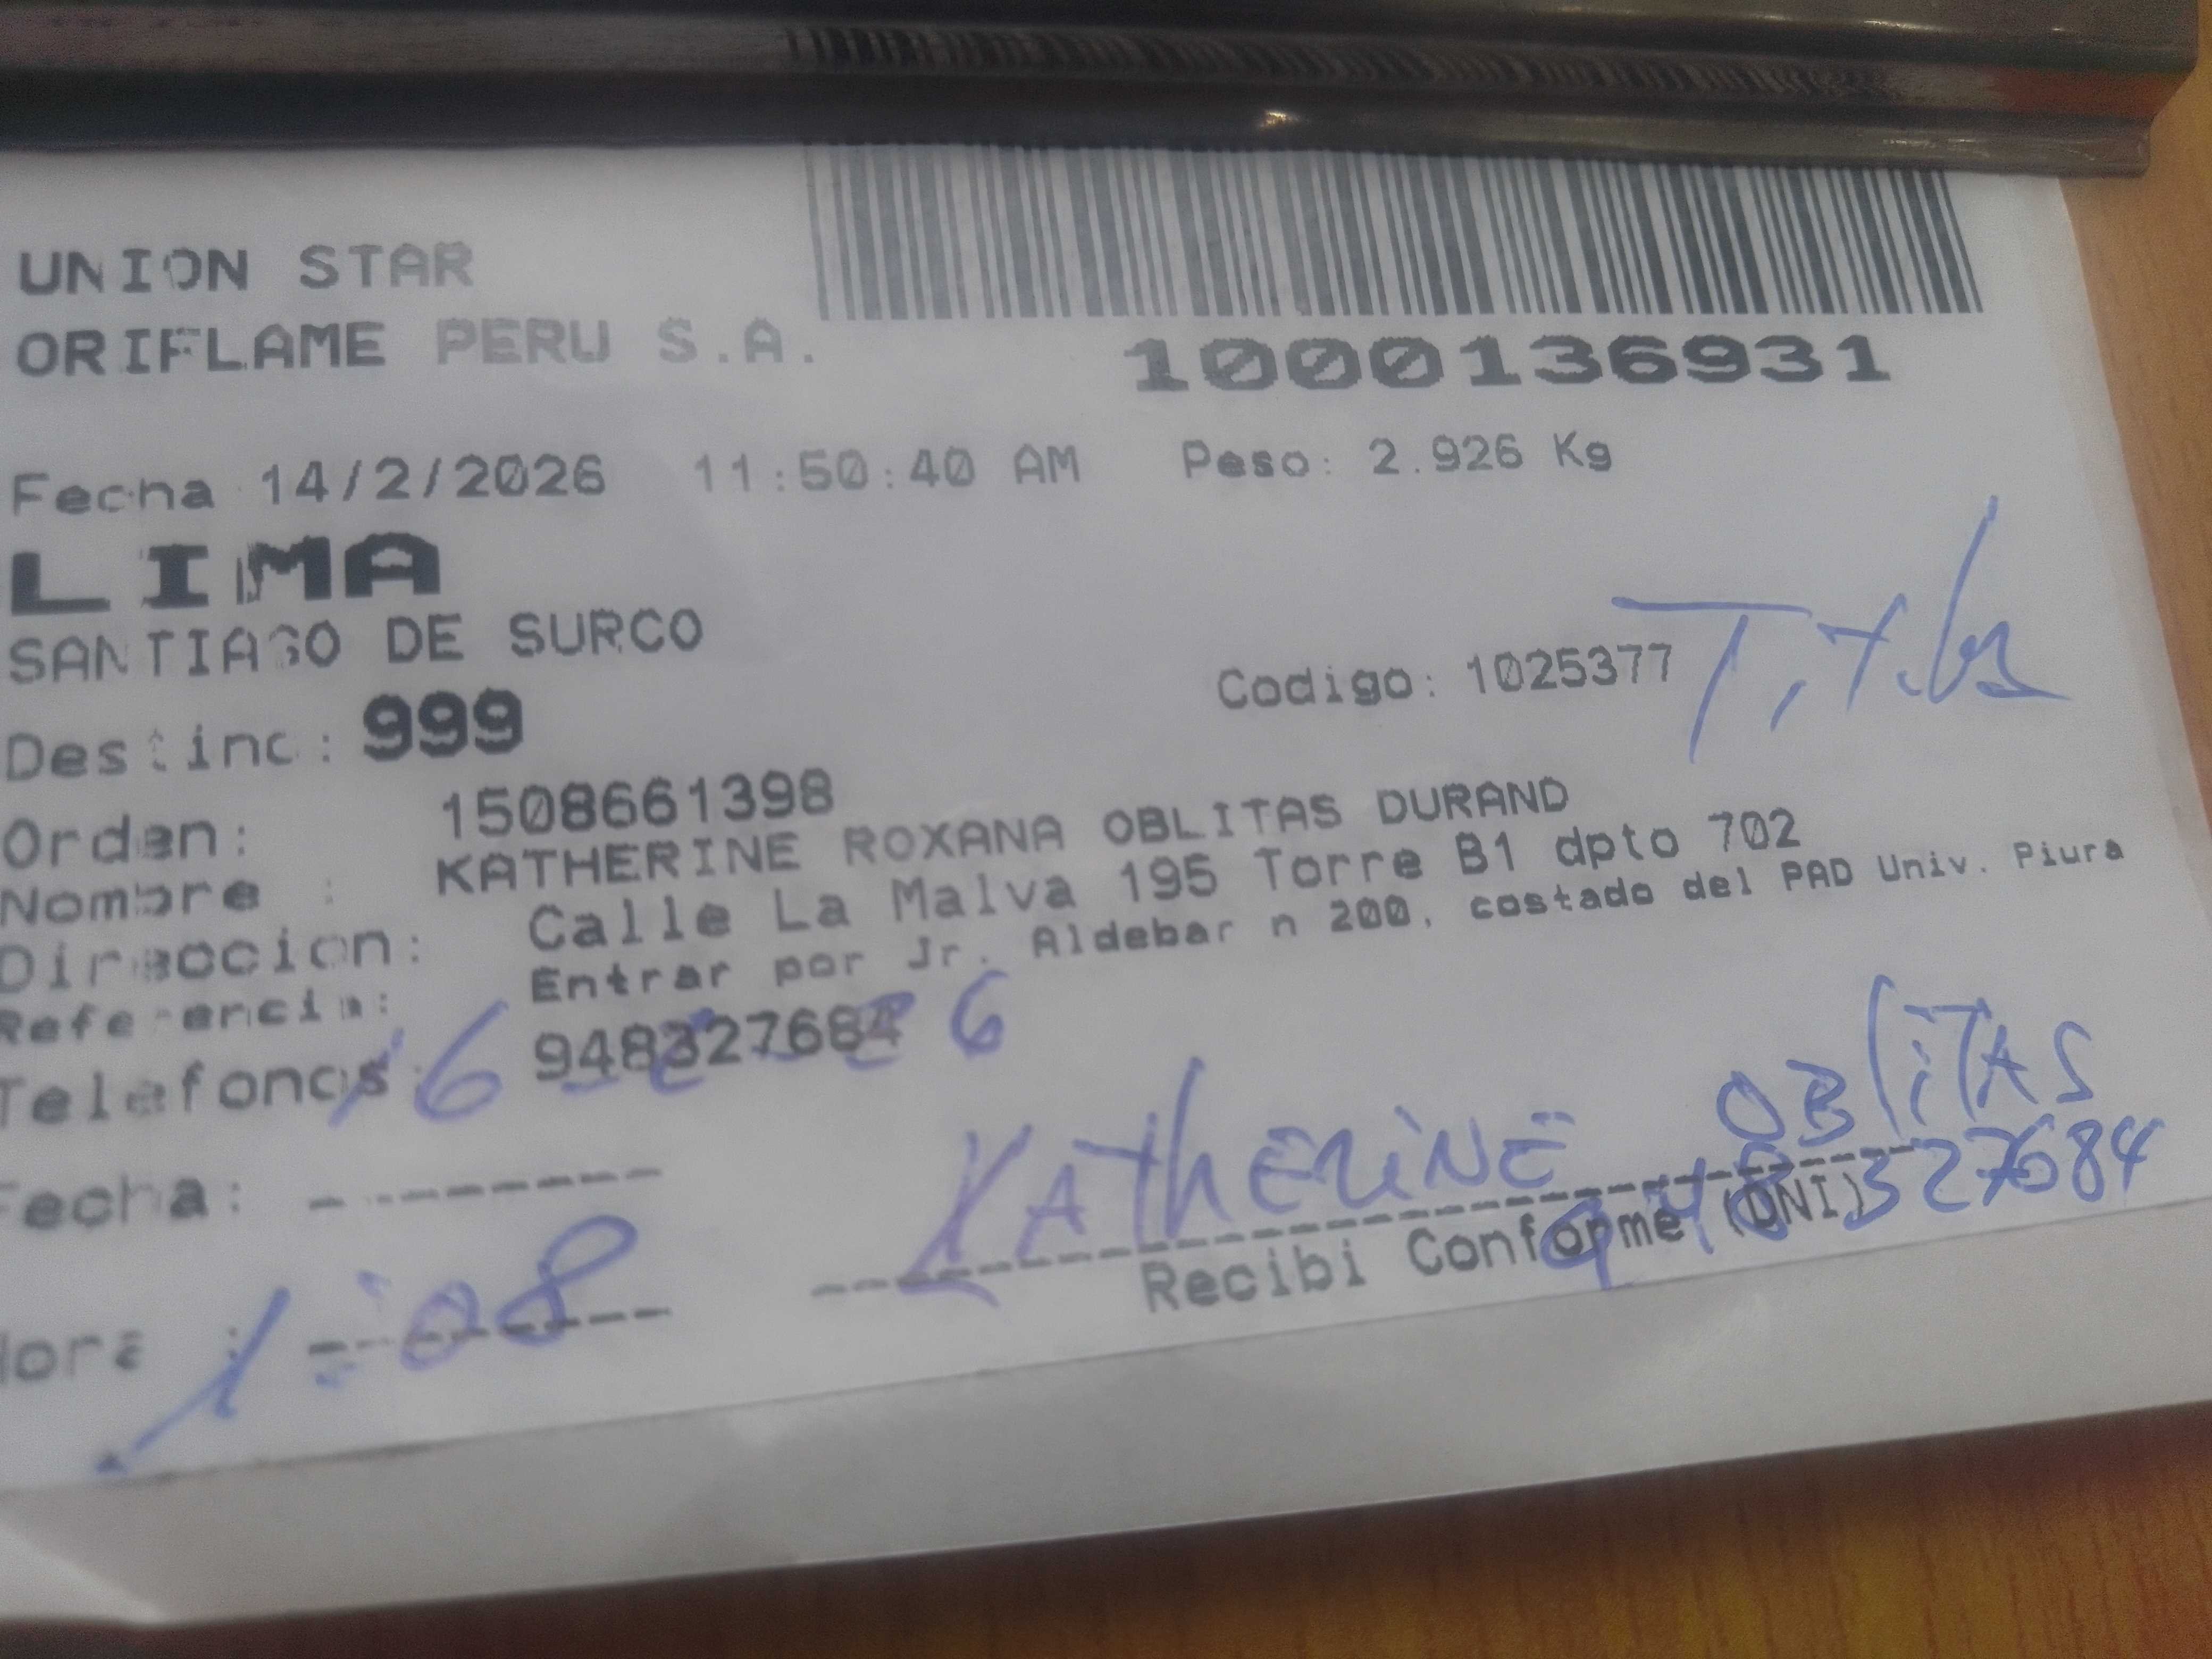 UNION STAR
ORIFLAME PERU S.A.
1000136931
Fecha 14/2/2026 11:50:40 AM Peso: 2.926 Kg
LIMA
SANTIAGO DE SURCO
Codigo: 1025377
Destino: 999
Orden: 1508661398
Nombre : KATHERINE ROXANA OBLITAS DURAND
Direccion: Calle La Malva 195 Torre B1 dpto 702
Referencia: Entrar por Jr. Aldebar n 200, costado del PAD Univ. Piura
Telefonos: 948327684
Fecha:
KATHERINE OBlITAS
948327684
Recibi Conforme (DNI)
Hora : 1:08